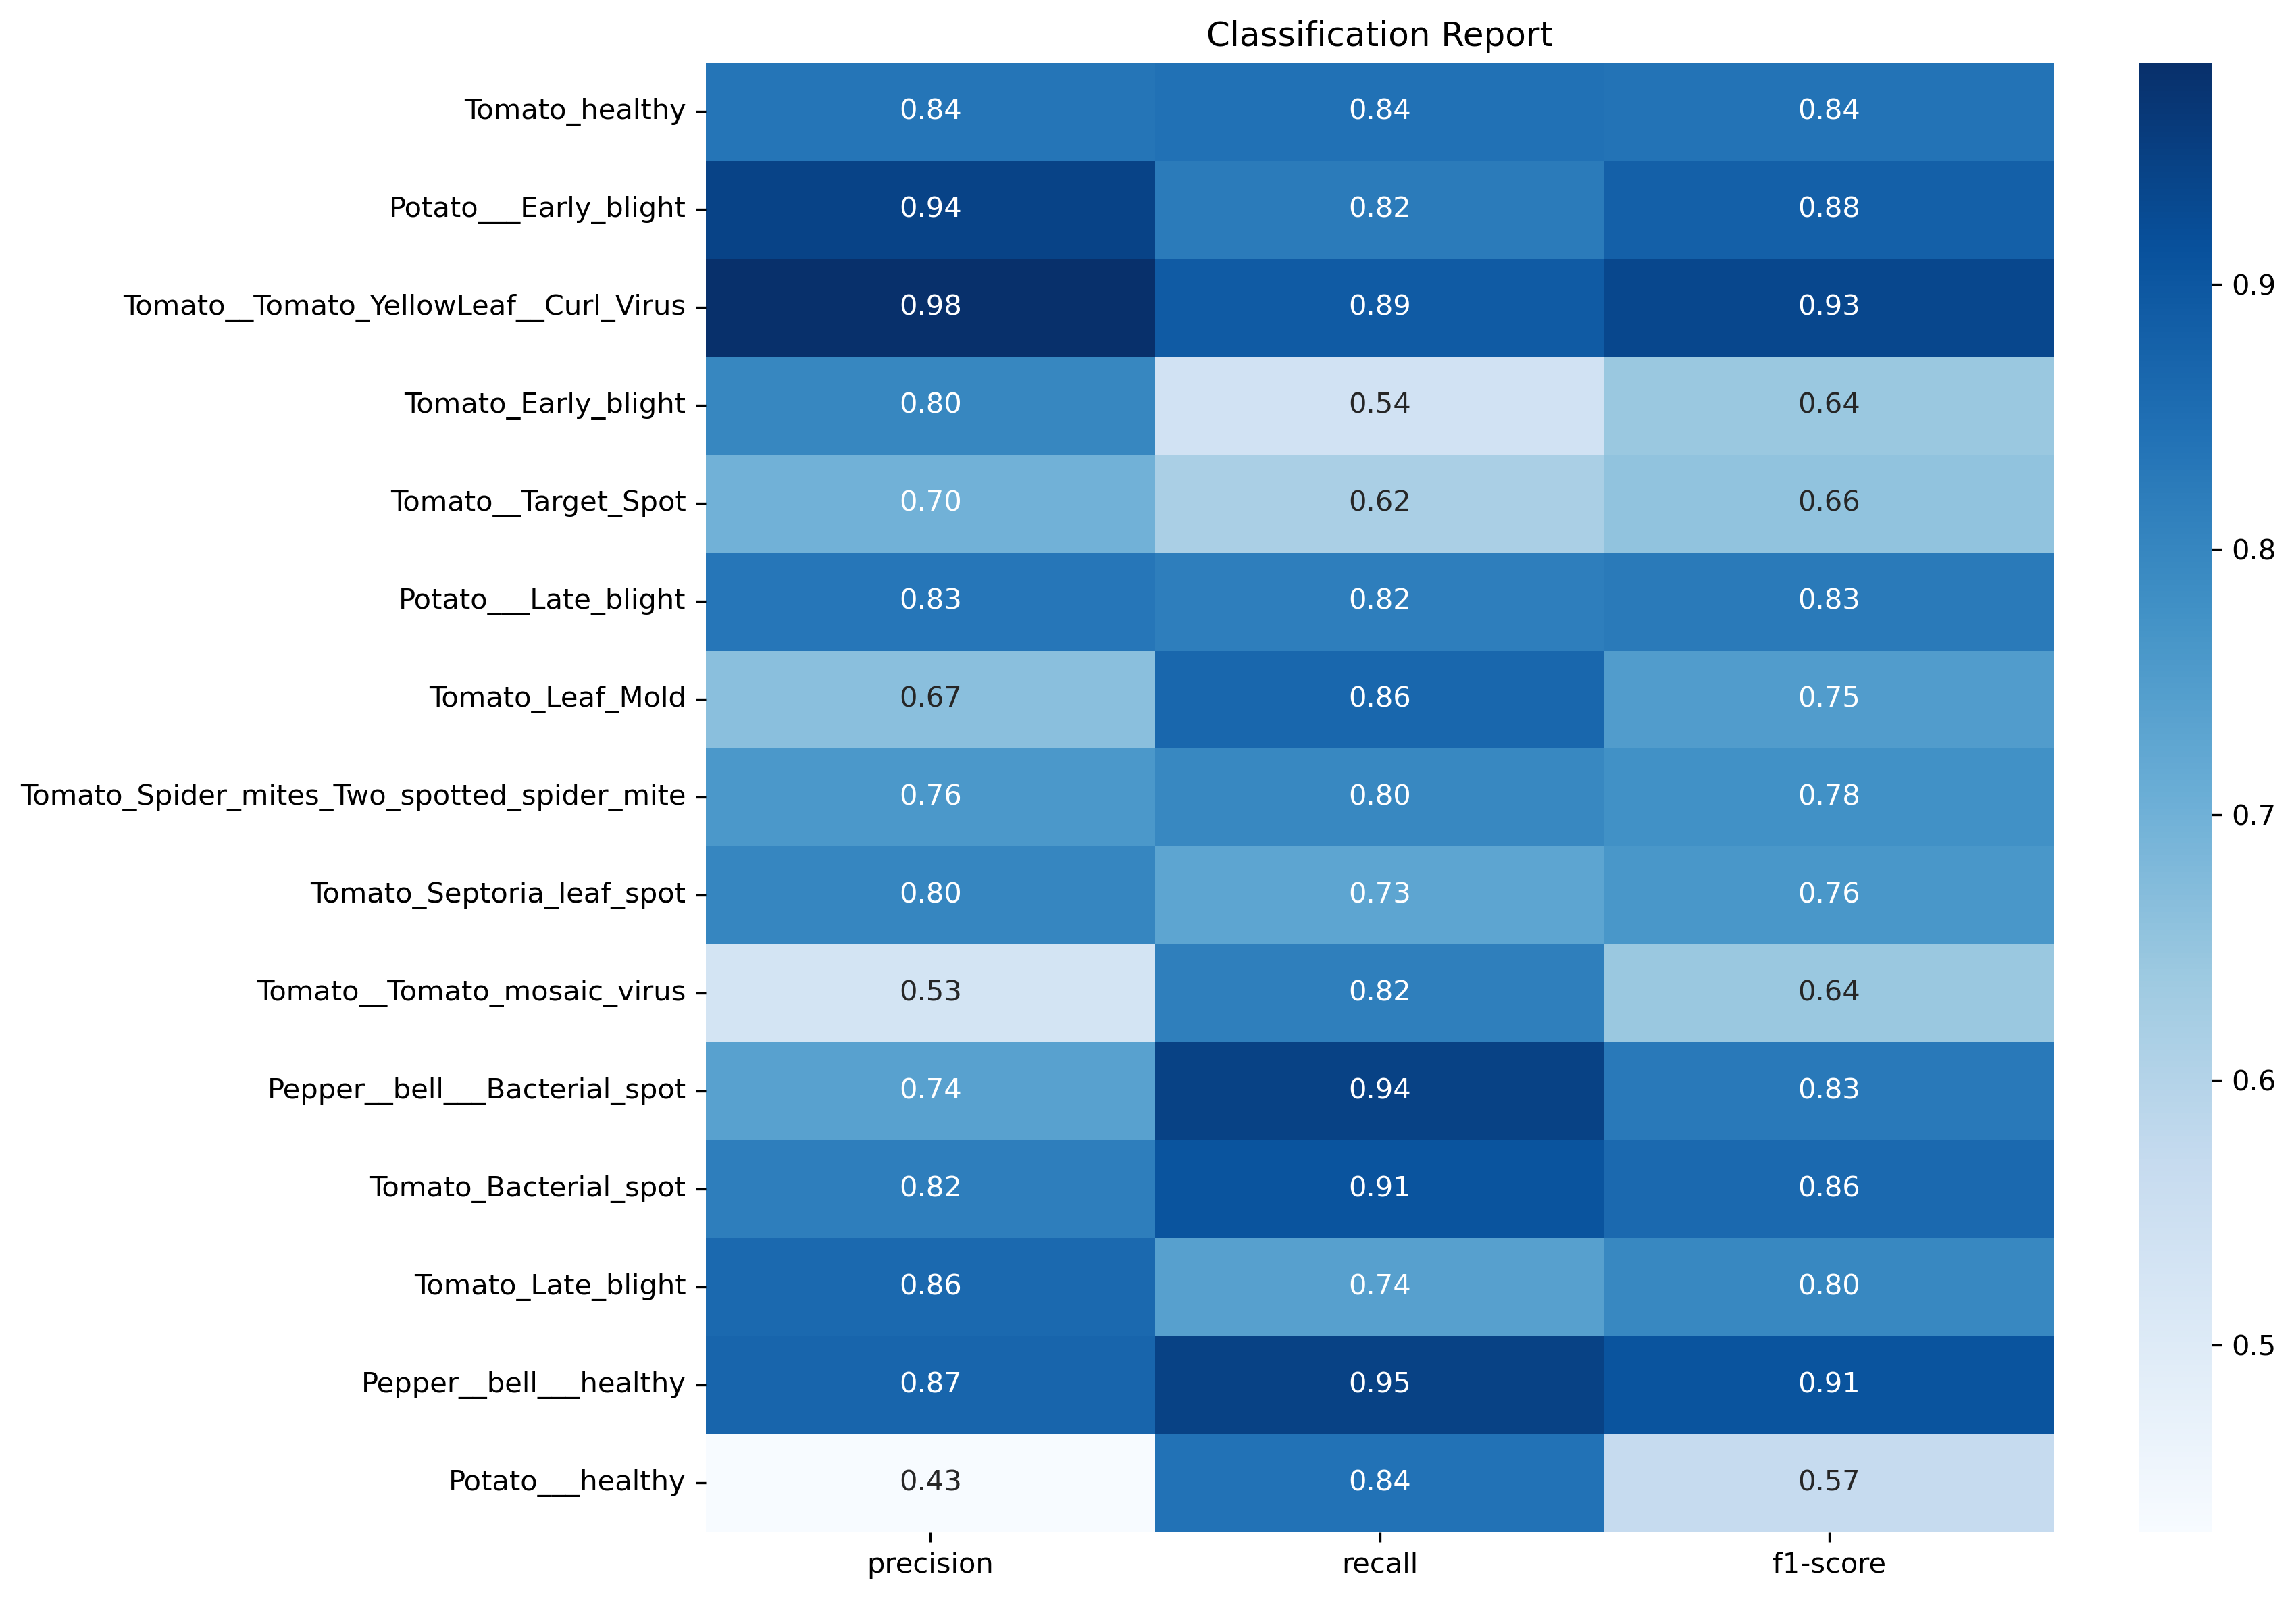 Classification Report
Tomato_healthy 0.84 0.84 0.84
Potato___Early_blight 0.94 0.82 0.88
Tomato__Tomato_YellowLeaf__Curl_Virus 0.98 0.89 0.93
Tomato_Early_blight 0.80 0.54 0.64
Tomato__Target_Spot 0.70 0.62 0.66
Potato___Late_blight 0.83 0.82 0.83
Tomato_Leaf_Mold 0.67 0.86 0.75
Tomato_Spider_mites_Two_spotted_spider_mite 0.76 0.80 0.78
Tomato_Septoria_leaf_spot 0.80 0.73 0.76
Tomato__Tomato_mosaic_virus 0.53 0.82 0.64
Pepper__bell___Bacterial_spot 0.74 0.94 0.83
Tomato_Bacterial_spot 0.82 0.91 0.86
Tomato_Late_blight 0.86 0.74 0.80
Pepper__bell___healthy 0.87 0.95 0.91
Potato___healthy 0.43 0.84 0.57
precision recall f1-score
0.9
0.8
0.7
0.6
0.5